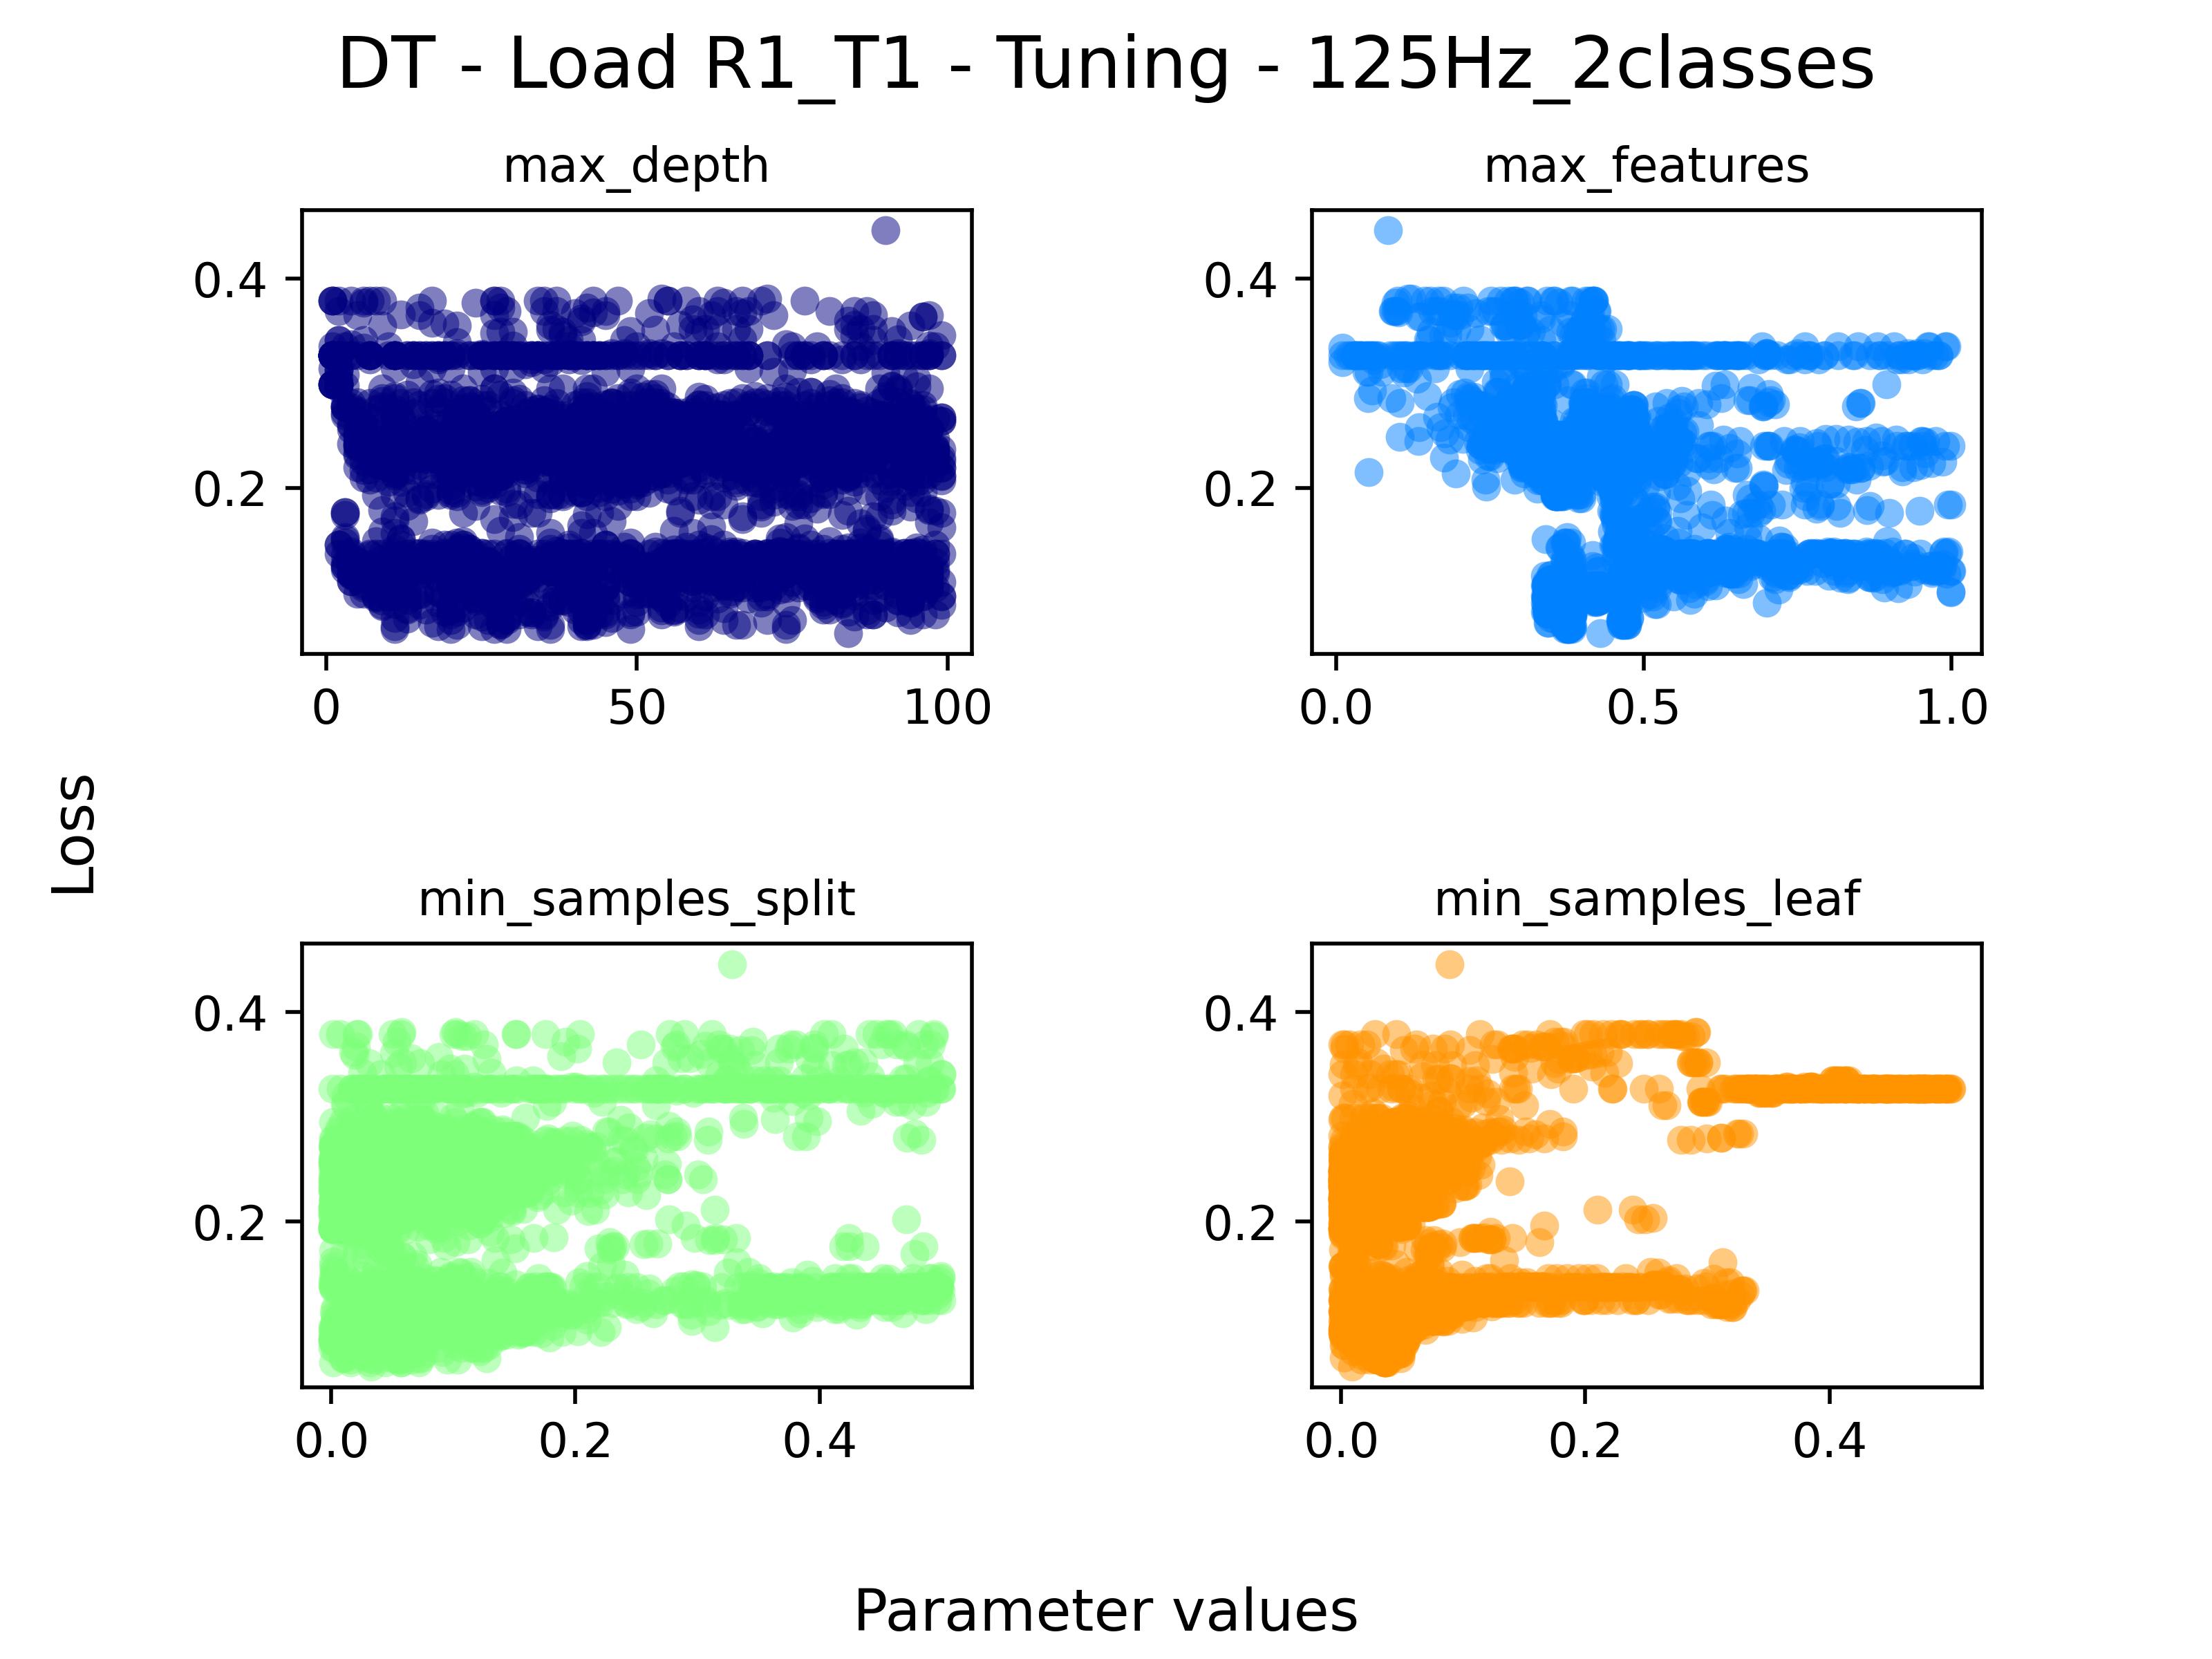 DT - Load R1_T1 - Tuning - 125Hz_2classes
max_depth
max_features
0.4
0.2
0
50
100
0.4
0.2
0.0
0.5
1.0
Loss
min_samples_split
min_samples_leaf
0.4
0.2
0.0
0.2
0.4
0.4
0.2
0.0
0.2
0.4
Parameter values